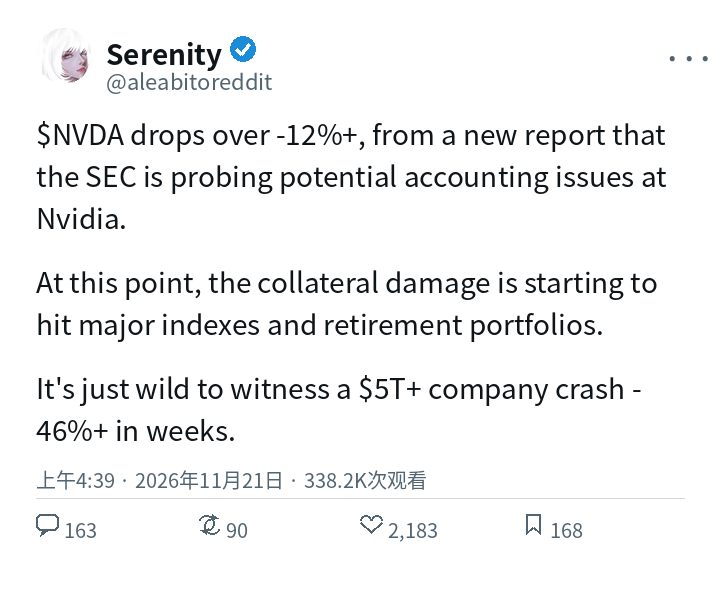 Serenity
@aleabitoreddit
$NVDA drops over -12%+, from a new report that
the SEC is probing potential accounting issues at
Nvidia.
At this point, the collateral damage is starting to
hit major indexes and retirement portfolios.
It's just wild to witness a $5T+ company crash -
46%+ in weeks.
上午4:39 · 2026年11月21日 · 338.2K次观看
163 90 2,183 168